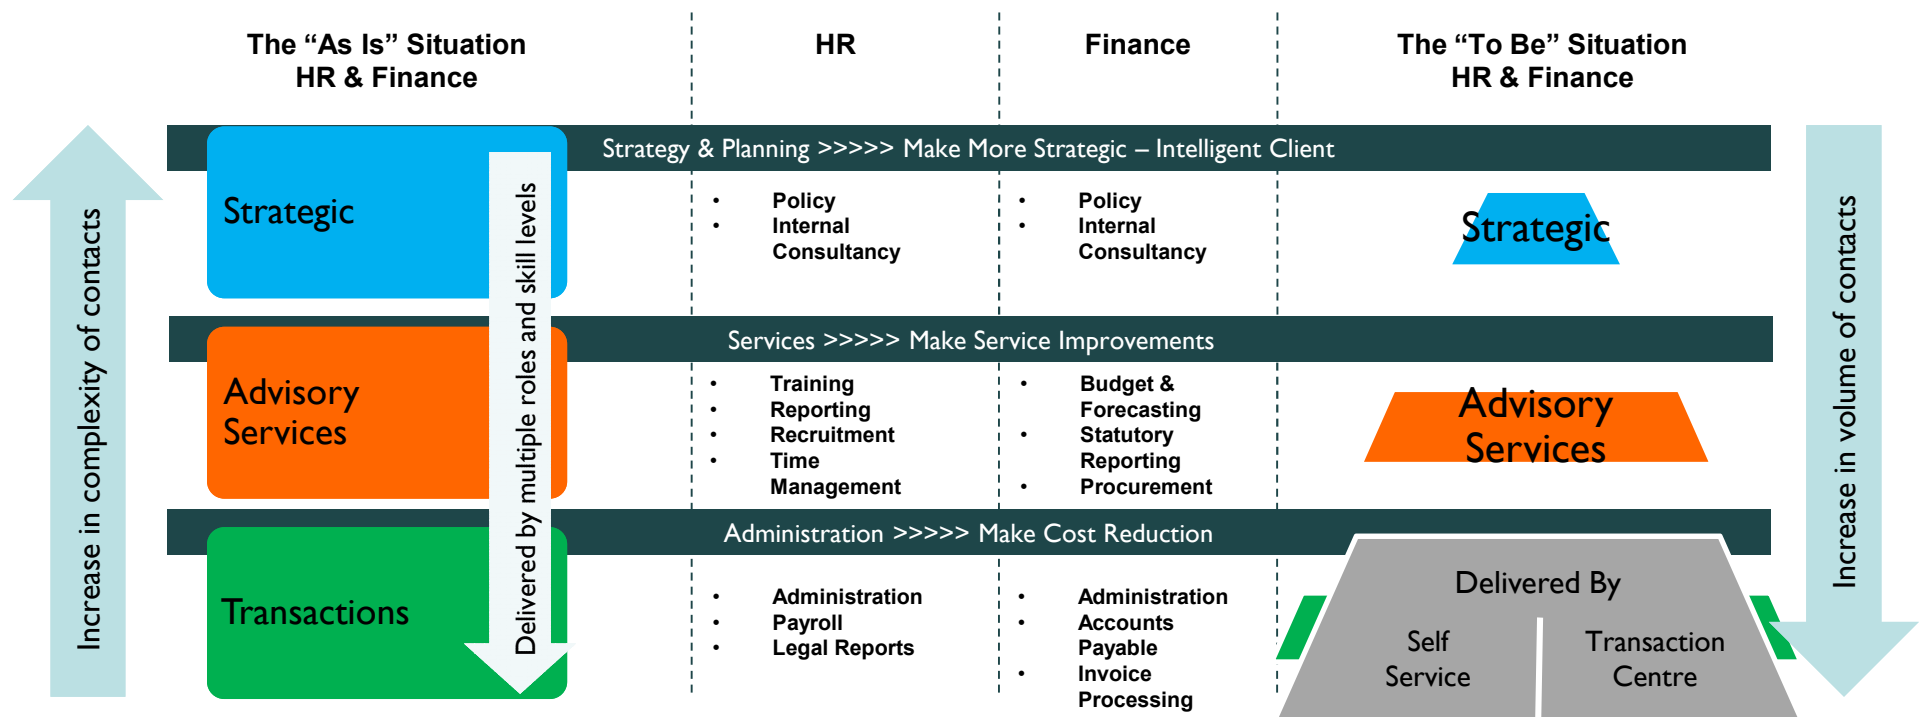 The “As Is” Situation
HR & Finance
HR
Finance
The “To Be” Situation
HR & Finance
Increase in complexity of contacts
Strategy & Planning >>>>> Make More Strategic – Intelligent Client
Strategic
Delivered by multiple roles and skill levels
• Policy
• Internal
Consultancy
• Policy
• Internal
Consultancy
Strategic
Increase in volume of contacts
Services >>>>> Make Service Improvements
Advisory
Services
• Training
• Reporting
• Recruitment
• Time
Management
• Budget &
Forecasting
• Statutory
Reporting
• Procurement
Advisory
Services
Administration >>>>> Make Cost Reduction
Transactions
• Administration
• Payroll
• Legal Reports
• Administration
• Accounts
Payable
• Invoice
Processing
Delivered By
Self
Service
Transaction
Centre